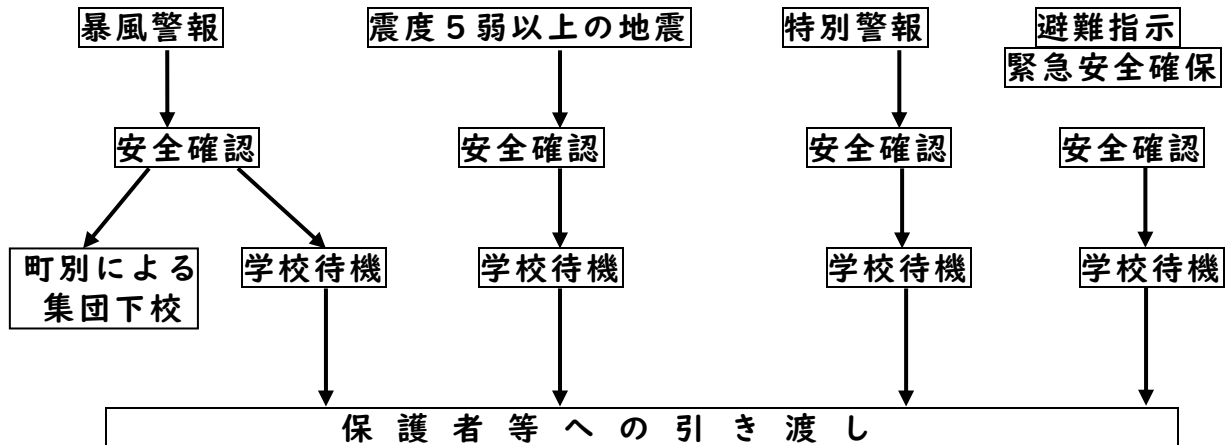 暴風警報
震度５弱以上の地震
特別警報
避難指示
緊急安全確保
安全確認
安全確認
安全確認
安全確認
町別による
集団下校
学校待機
学校待機
学校待機
学校待機
保護者等への引き渡し